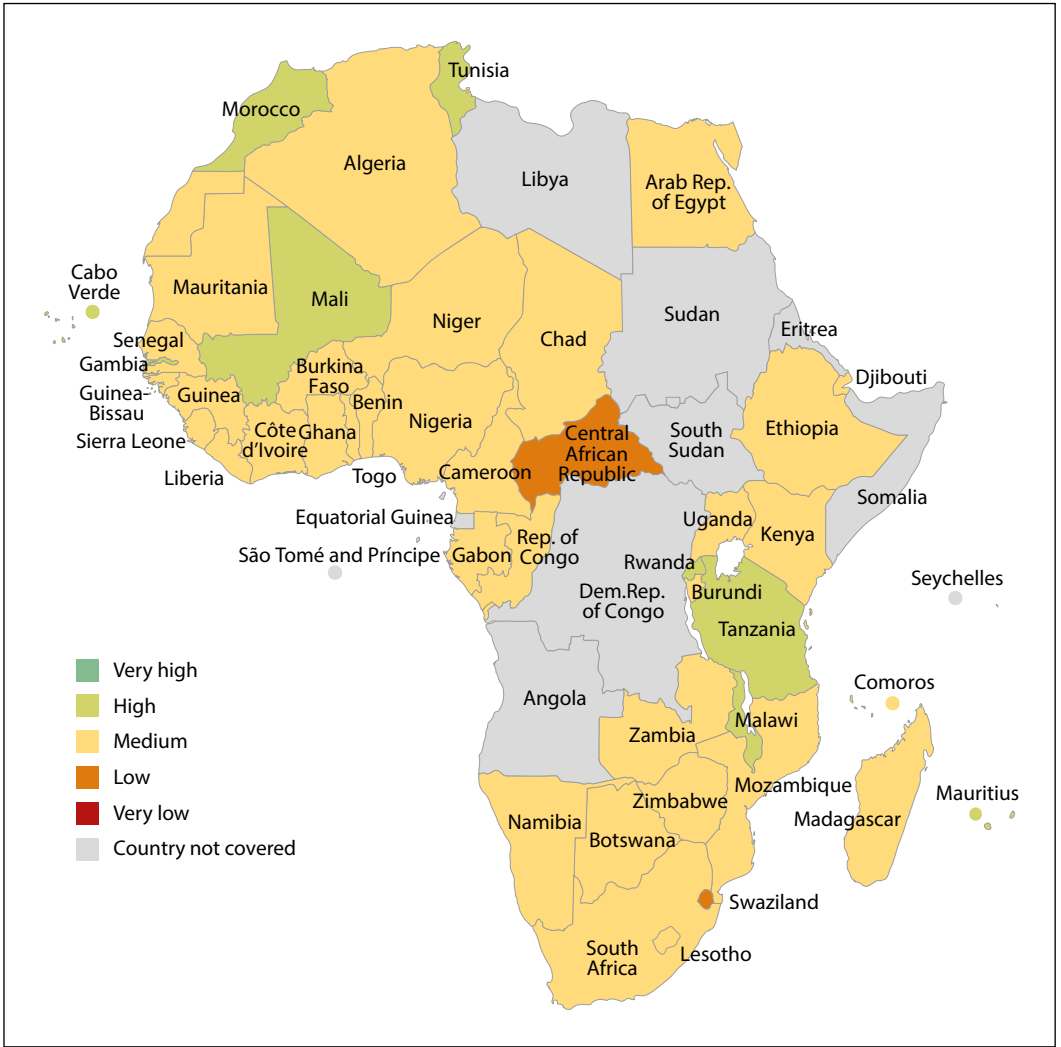 Tunisia
Morocco
Algeria
Libya
Arab Rep.
of Egypt
Cabo
Verde
Mauritania
Mali
Niger
Chad
Sudan
Eritrea
Senegal
Gambia
Guinea-
Bissau
Guinea
Burkina
Faso
Benin
Nigeria
Djibouti
Sierra Leone
Côte
d’Ivoire
Ghana
Central
African
Republic
South
Sudan
Ethiopia
Liberia
Togo
Cameroon
Somalia
Equatorial Guinea
Uganda
Kenya
São Tomé and Príncipe
Gabon
Rep. of
Congo
Rwanda
Dem.Rep.
of Congo
Burundi
Seychelles
Tanzania
Very high
High
Medium
Low
Very low
Country not covered
Angola
Comoros
Malawi
Zambia
Mozambique
Zimbabwe
Namibia
Botswana
Madagascar
Mauritius
Swaziland
South
Africa
Lesotho